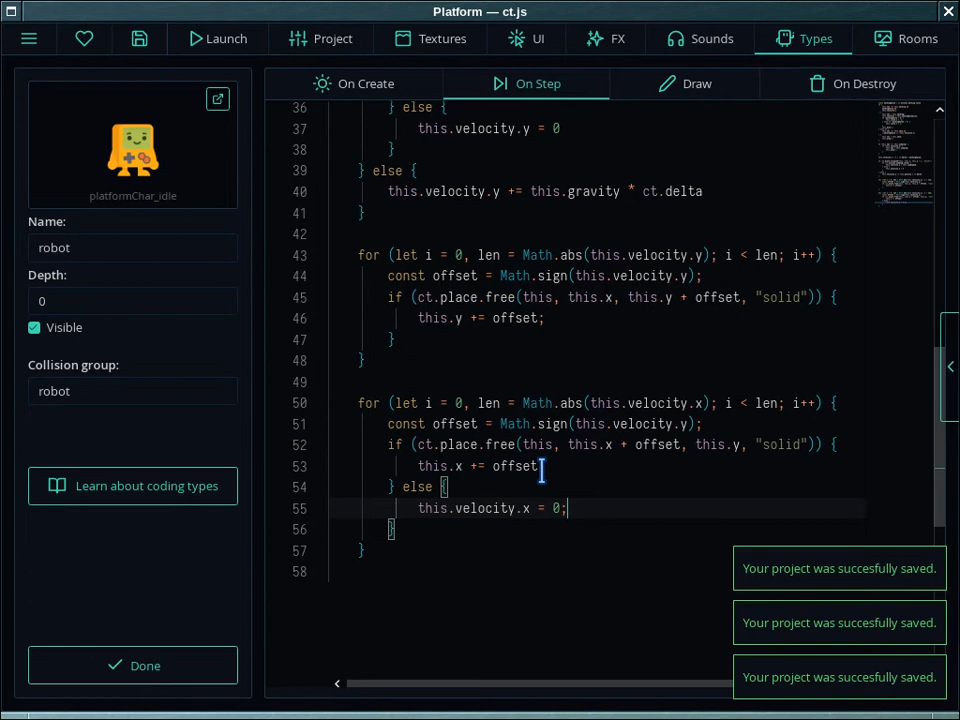 Platform — ct.js
Launch
Project
Textures
UI
FX
Sounds
Types
Rooms
platformChar_idle
Name:
robot
Depth:
0
Visible
Collision group:
robot
Learn about coding types
Done
On Create
On Step
Draw
On Destroy
36 } else {
37 this.velocity.y = 0
38 }
39 } else {
40 this.velocity.y += this.gravity * ct.delta
41 }
42
43 for (let i = 0, len = Math.abs(this.velocity.y); i < len; i++) {
44 const offset = Math.sign(this.velocity.y);
45 if (ct.place.free(this, this.x, this.y + offset, "solid")) {
46 this.y += offset;
47 }
48 }
49
50 for (let i = 0, len = Math.abs(this.velocity.x); i < len; i++) {
51 const offset = Math.sign(this.velocity.y);
52 if (ct.place.free(this, this.x + offset, this.y, "solid")) {
53 this.x += offset
54 } else {
55 this.velocity.x = 0;
56 }
57 }
58
Your project was succesfully saved.
Your project was succesfully saved.
Your project was succesfully saved.